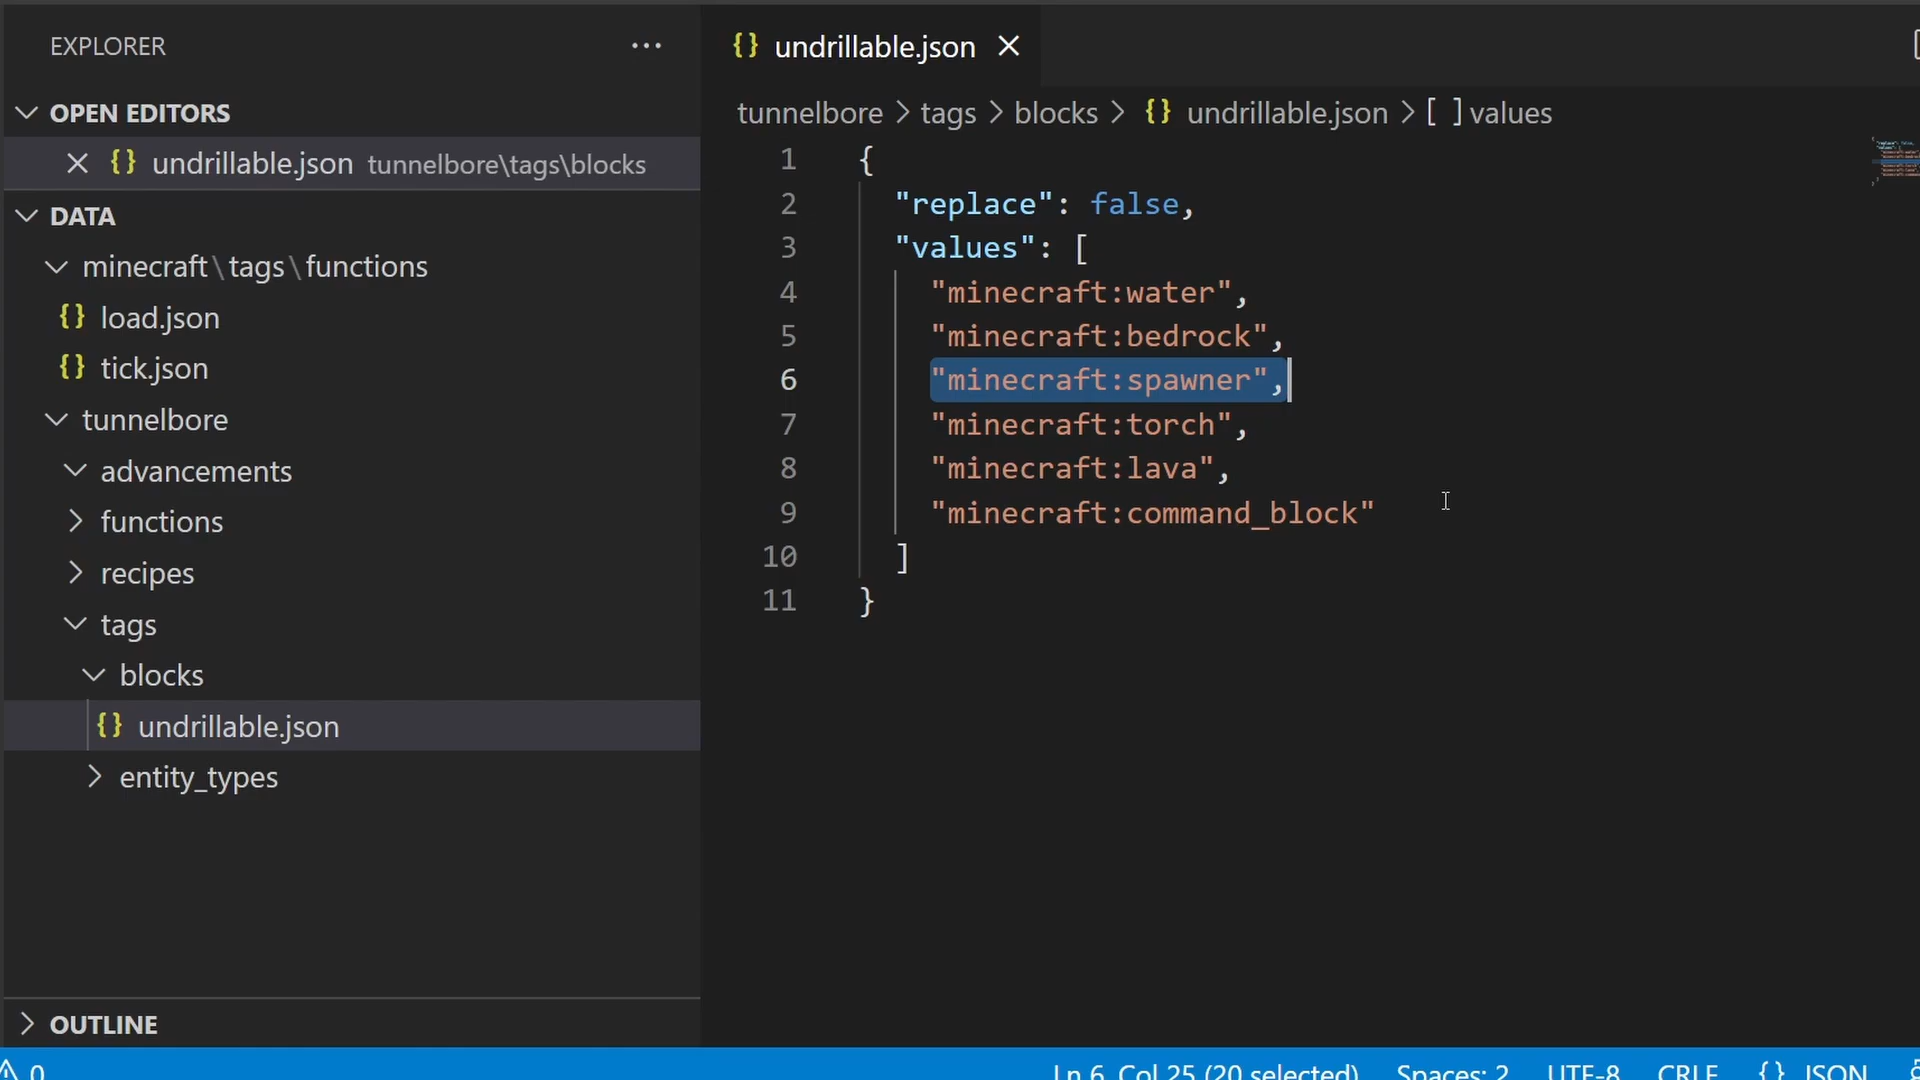 EXPLORER
OPEN EDITORS
undrillable.json tunnelbore\tags\blocks
DATA
minecraft\tags\functions
load.json
tick.json
tunnelbore
advancements
functions
recipes
tags
blocks
undrillable.json
entity_types
OUTLINE
undrillable.json
tunnelbore > tags > blocks > {} undrillable.json > [ ] values
1 {
2 "replace": false,
3 "values": [
4 "minecraft:water",
5 "minecraft:bedrock",
6 "minecraft:spawner",
7 "minecraft:torch",
8 "minecraft:lava",
9 "minecraft:command_block"
10 ]
11 }
0 Ln 6, Col 25 (20 selected) Spaces: 2 UTF-8 CRLF {} JSON